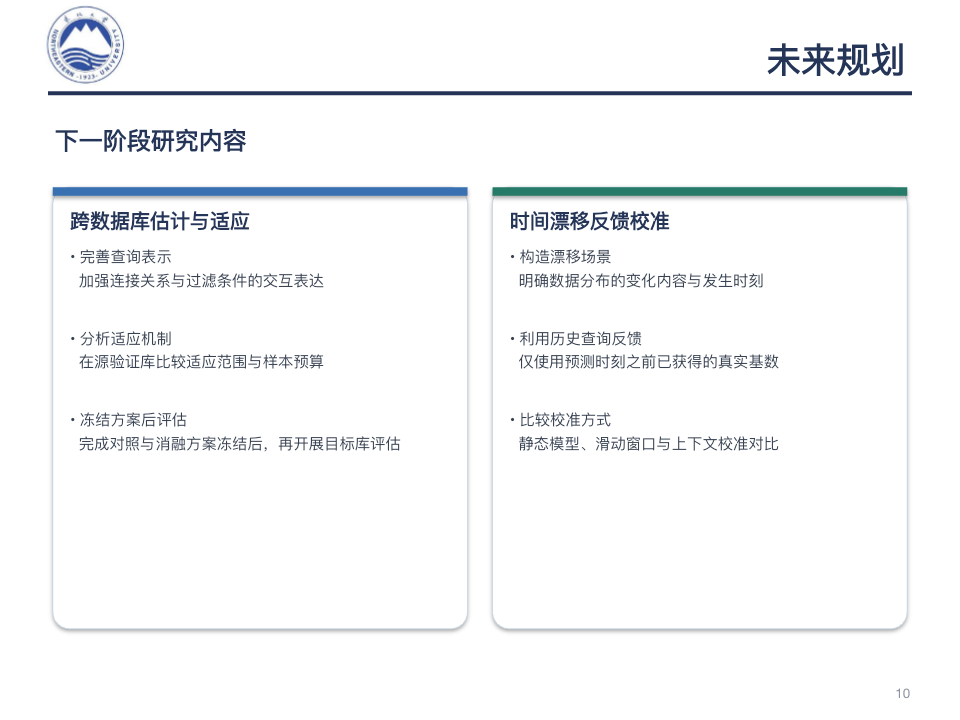 東北大学
NORTHEASTERN ·1923· UNIVERSITY
未来规划
下一阶段研究内容
跨数据库估计与适应
• 完善查询表示
加强连接关系与过滤条件的交互表达
• 分析适应机制
在源验证库比较适应范围与样本预算
• 冻结方案后评估
完成对照与消融方案冻结后，再开展目标库评估
时间漂移反馈校准
• 构造漂移场景
明确数据分布的变化内容与发生时刻
• 利用历史查询反馈
仅使用预测时刻之前已获得的真实基数
• 比较校准方式
静态模型、滑动窗口与上下文校准对比
10